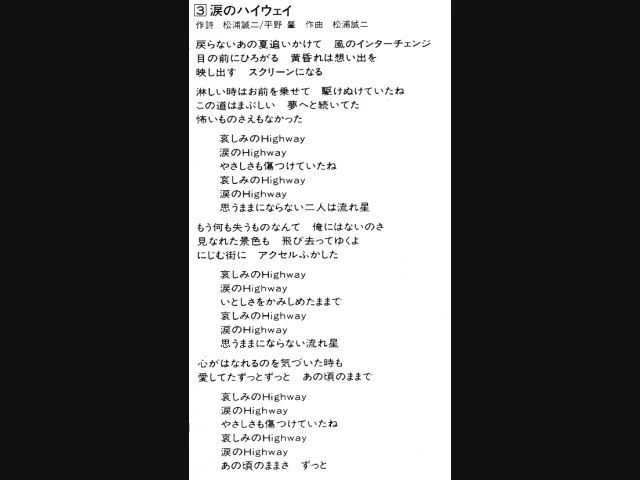 3 涙のハイウェイ
作詩 松浦誠二/平野 肇 作曲 松浦誠二
戻らないあの夏追いかけて 風のインターチェンジ
目の前にひろがる 黄昏れは想い出を
映し出す スクリーンになる
淋しい時はお前を乗せて 駆けぬけていたね
この道はまぶしい 夢へと続いてた
怖いものさえもなかった
哀しみのHighway
涙のHighway
やさしさも傷つけていたね
哀しみのHighway
涙のHighway
思うままにならない二人は流れ星
もう何も失うものなんて 俺にはないのさ
見なれた景色も 飛び去ってゆくよ
にじむ街に アクセルふかした
哀しみのHighway
涙のHighway
いとしさをかみしめたままで
哀しみのHighway
涙のHighway
思うままにならない流れ星
心がはなれるのを気づいた時も
愛してたずっとずっと あの頃のままで
哀しみのHighway
涙のHighway
やさしさも傷つけていたね
哀しみのHighway
涙のHighway
あの頃のままさ ずっと